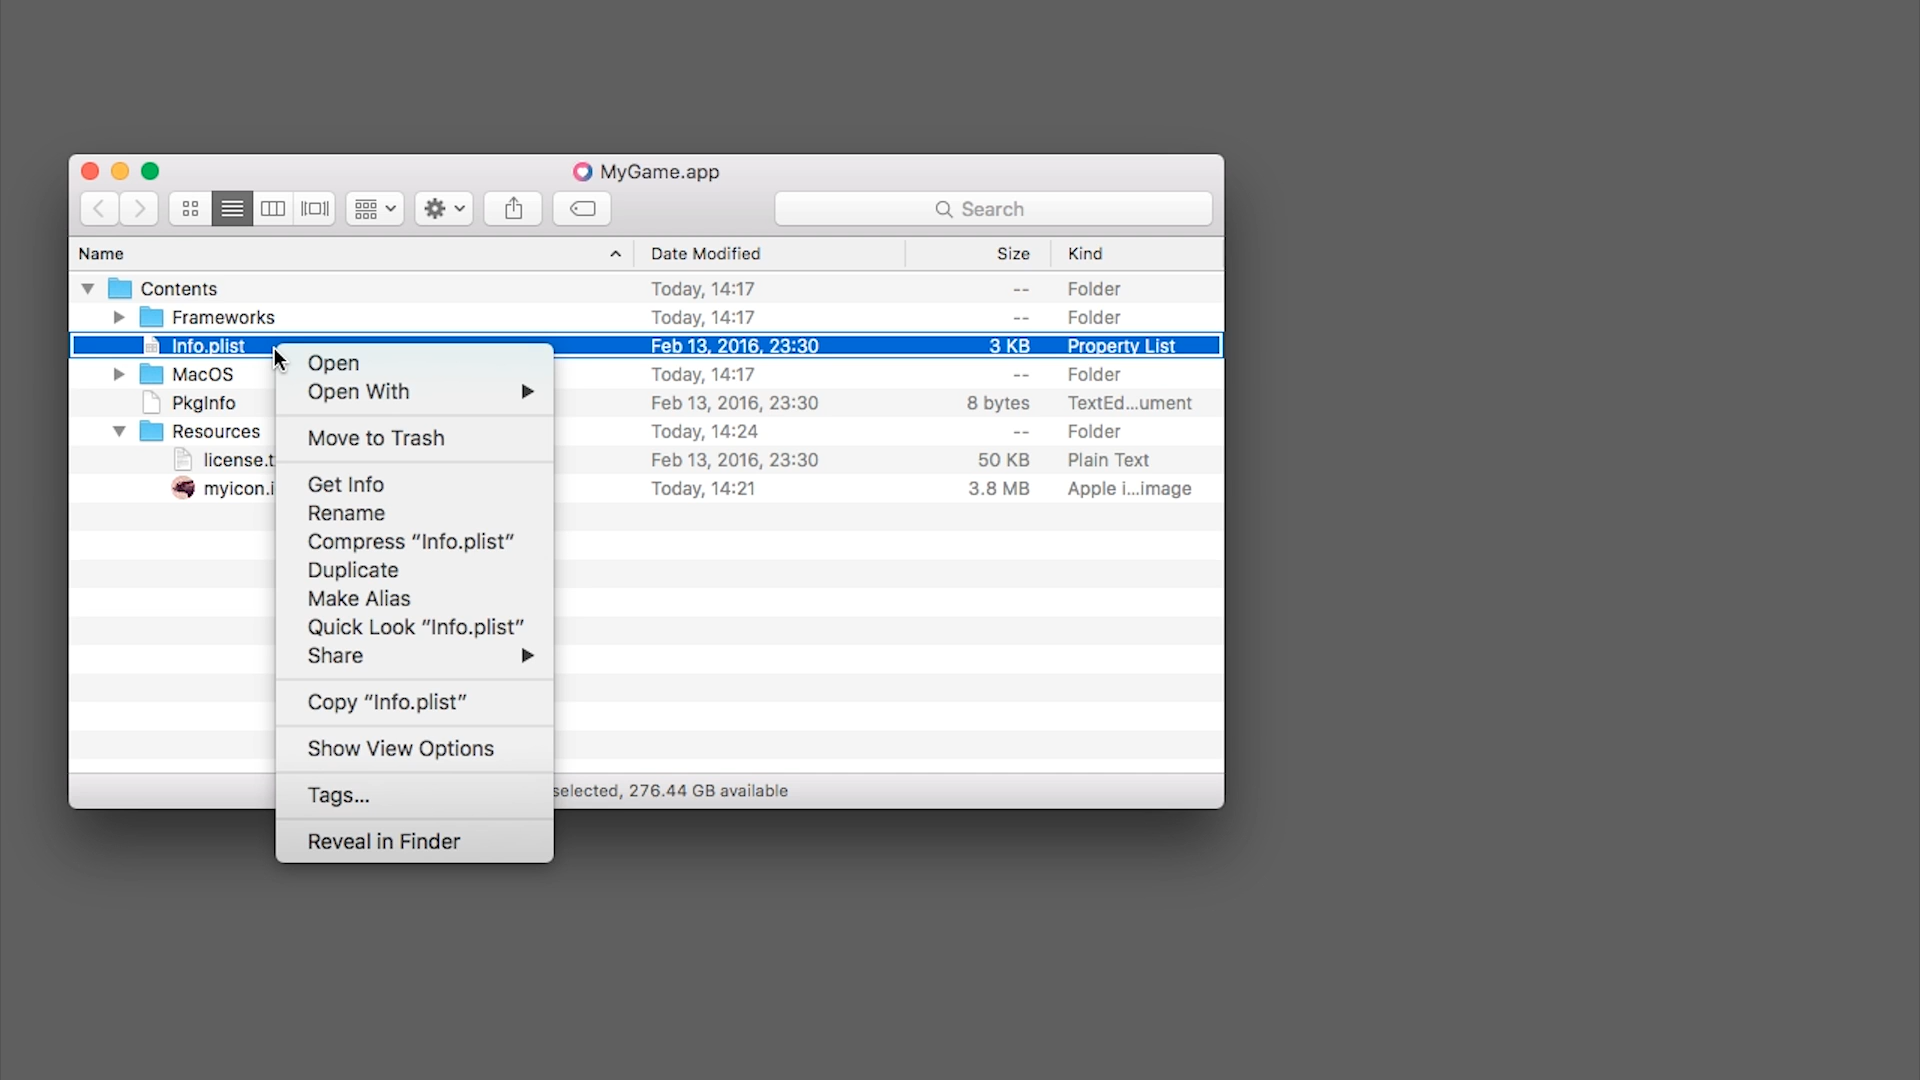 MyGame.app
Search
Name Date Modified Size Kind
Contents Today, 14:17 -- Folder
Frameworks Today, 14:17 -- Folder
Info.plist Feb 13, 2016, 23:30 3 KB Property List
MacOS Today, 14:17 -- Folder
PkgInfo Feb 13, 2016, 23:30 8 bytes TextEd...ument
Resources Today, 14:24 -- Folder
license.t Feb 13, 2016, 23:30 50 KB Plain Text
myicon.i Today, 14:21 3.8 MB Apple i...image
selected, 276.44 GB available
Open
Open With
Move to Trash
Get Info
Rename
Compress “Info.plist”
Duplicate
Make Alias
Quick Look “Info.plist”
Share
Copy “Info.plist”
Show View Options
Tags...
Reveal in Finder